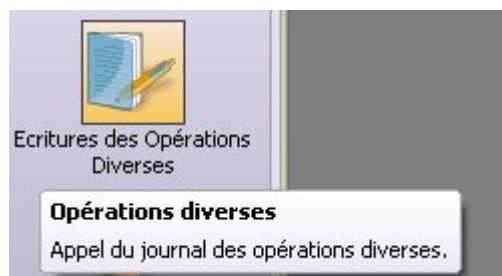 Ecritures des Opérations
Diverses
Opérations diverses
Appel du journal des opérations diverses.